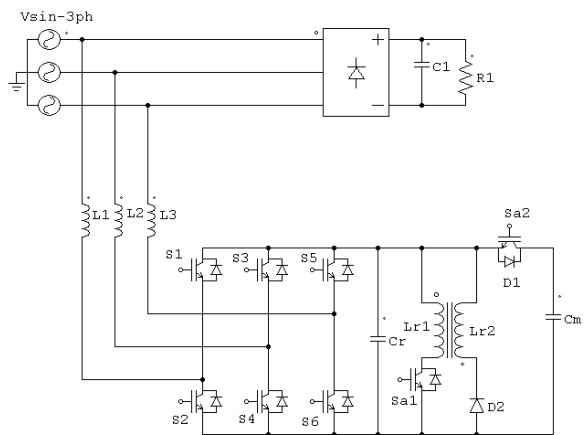 Vsin-3ph
+
C1
R1
−
L1
L2
L3
Sa2
S1
S3
S5
D1
Cr
Lr1
Lr2
Cm
Sa1
D2
S2
S4
S6